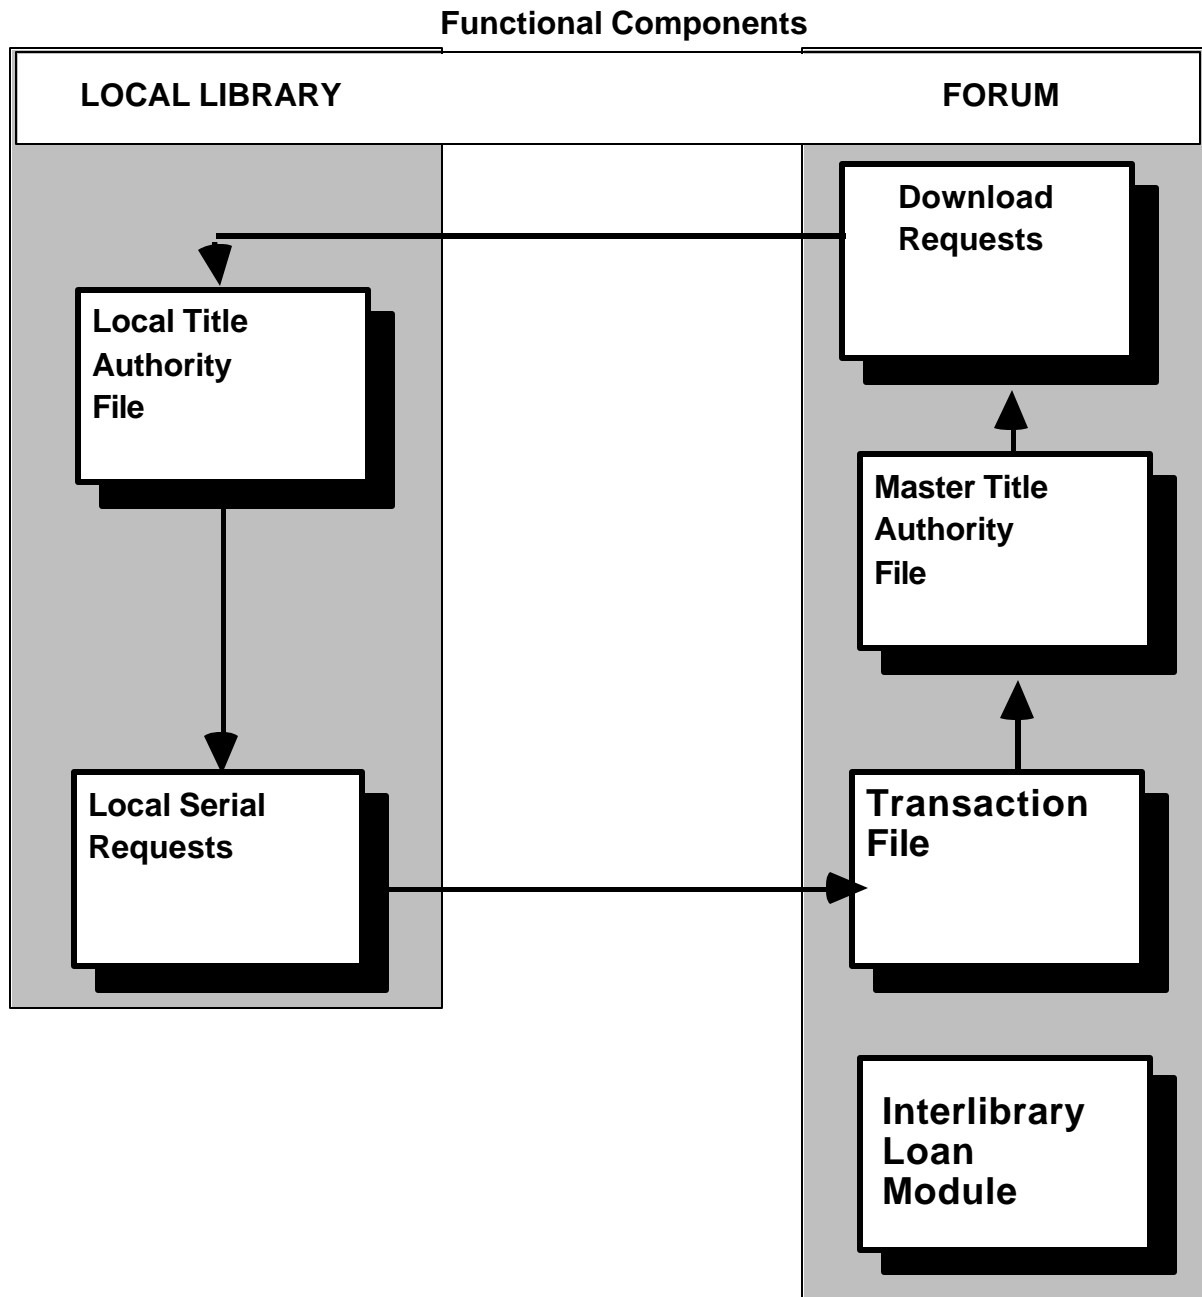 Functional Components
LOCAL LIBRARY
FORUM
Download
Requests
Local Title
Authority
File
Master Title
Authority
File
Local Serial
Requests
Transaction
File
Interlibrary
Loan
Module